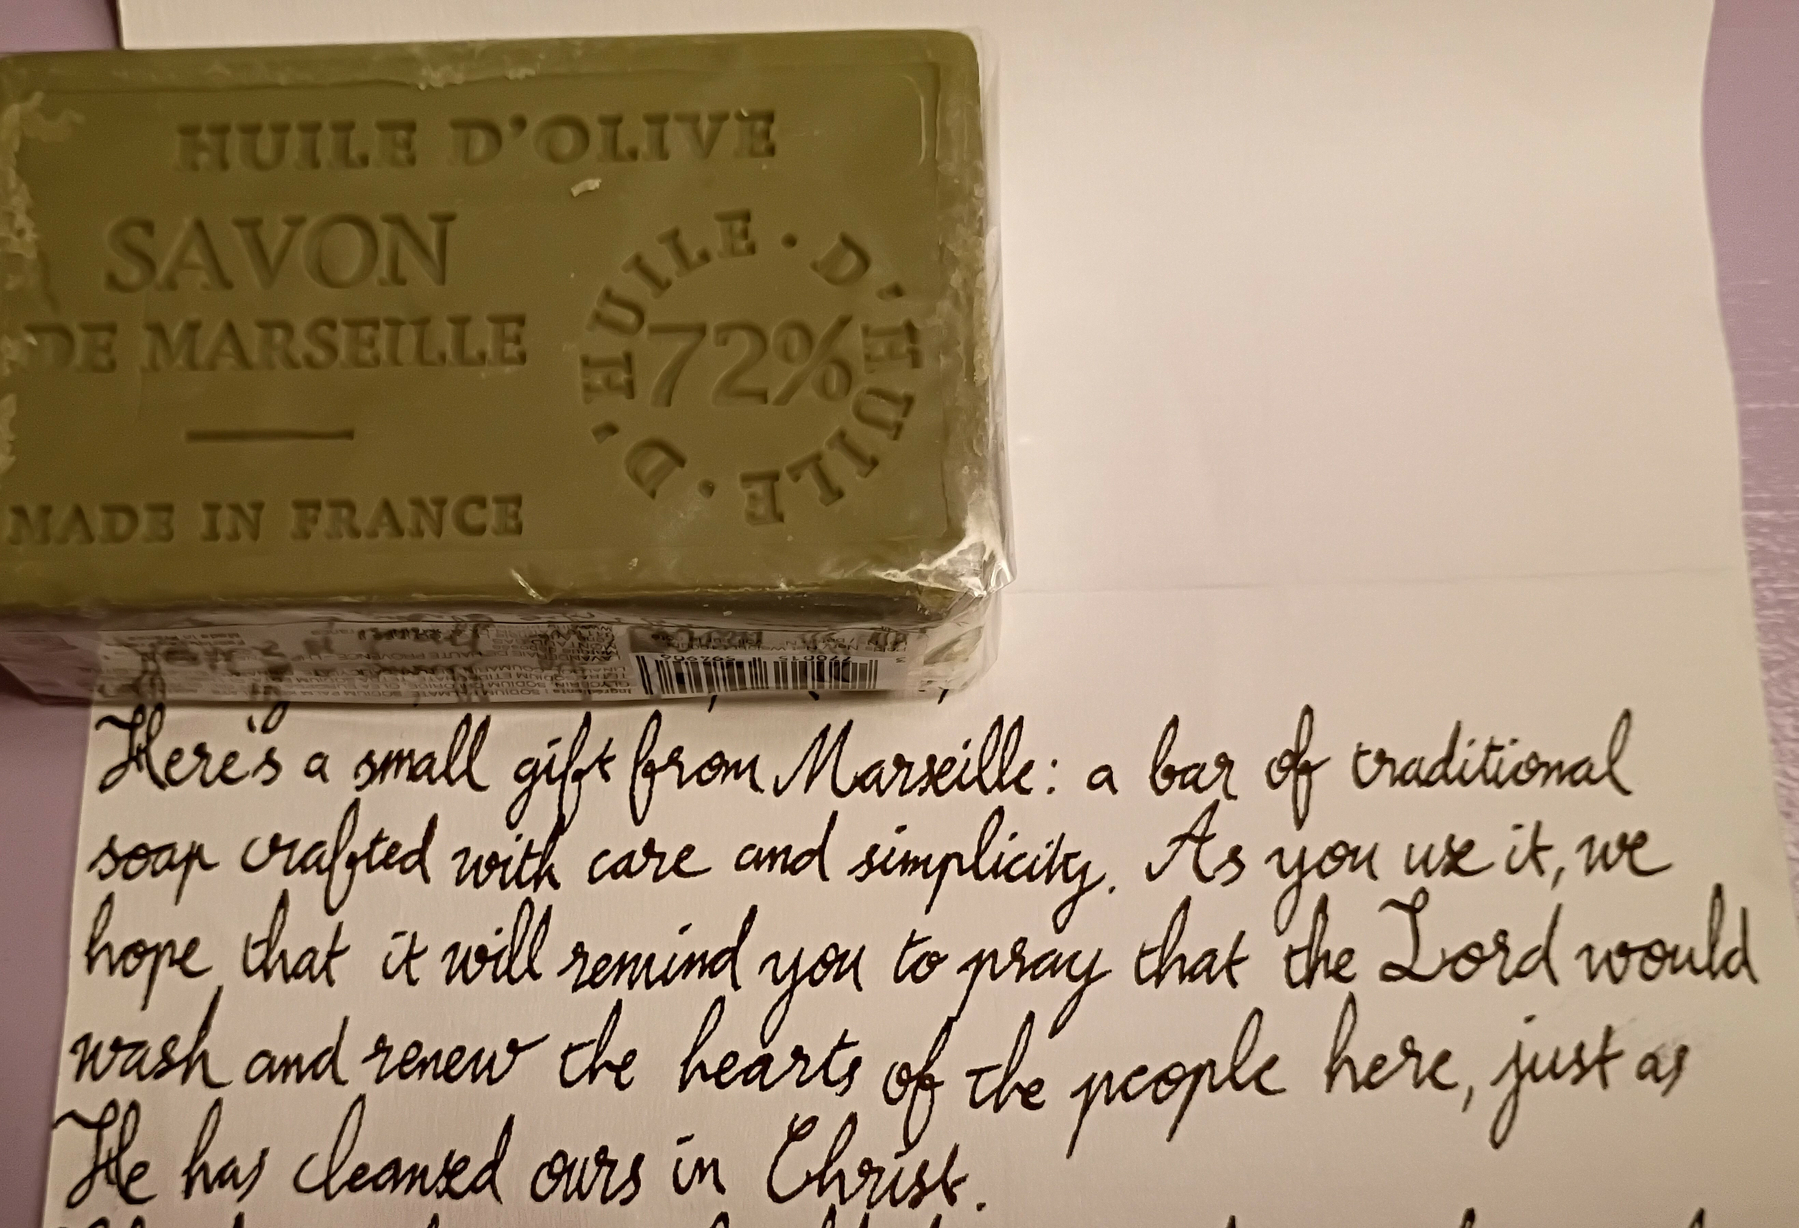 HUILE D'OLIVE
SAVON
DE MARSEILLE
MADE IN FRANCE
D'HUILE · D'HUILE ·
72%
Here's a small gift from Marseille: a bar of traditional
soap crafted with care and simplicity. As you use it, we
hope that it will remind you to pray that the Lord would
wash and renew the hearts of the people here, just as
He has cleansed ours in Christ.